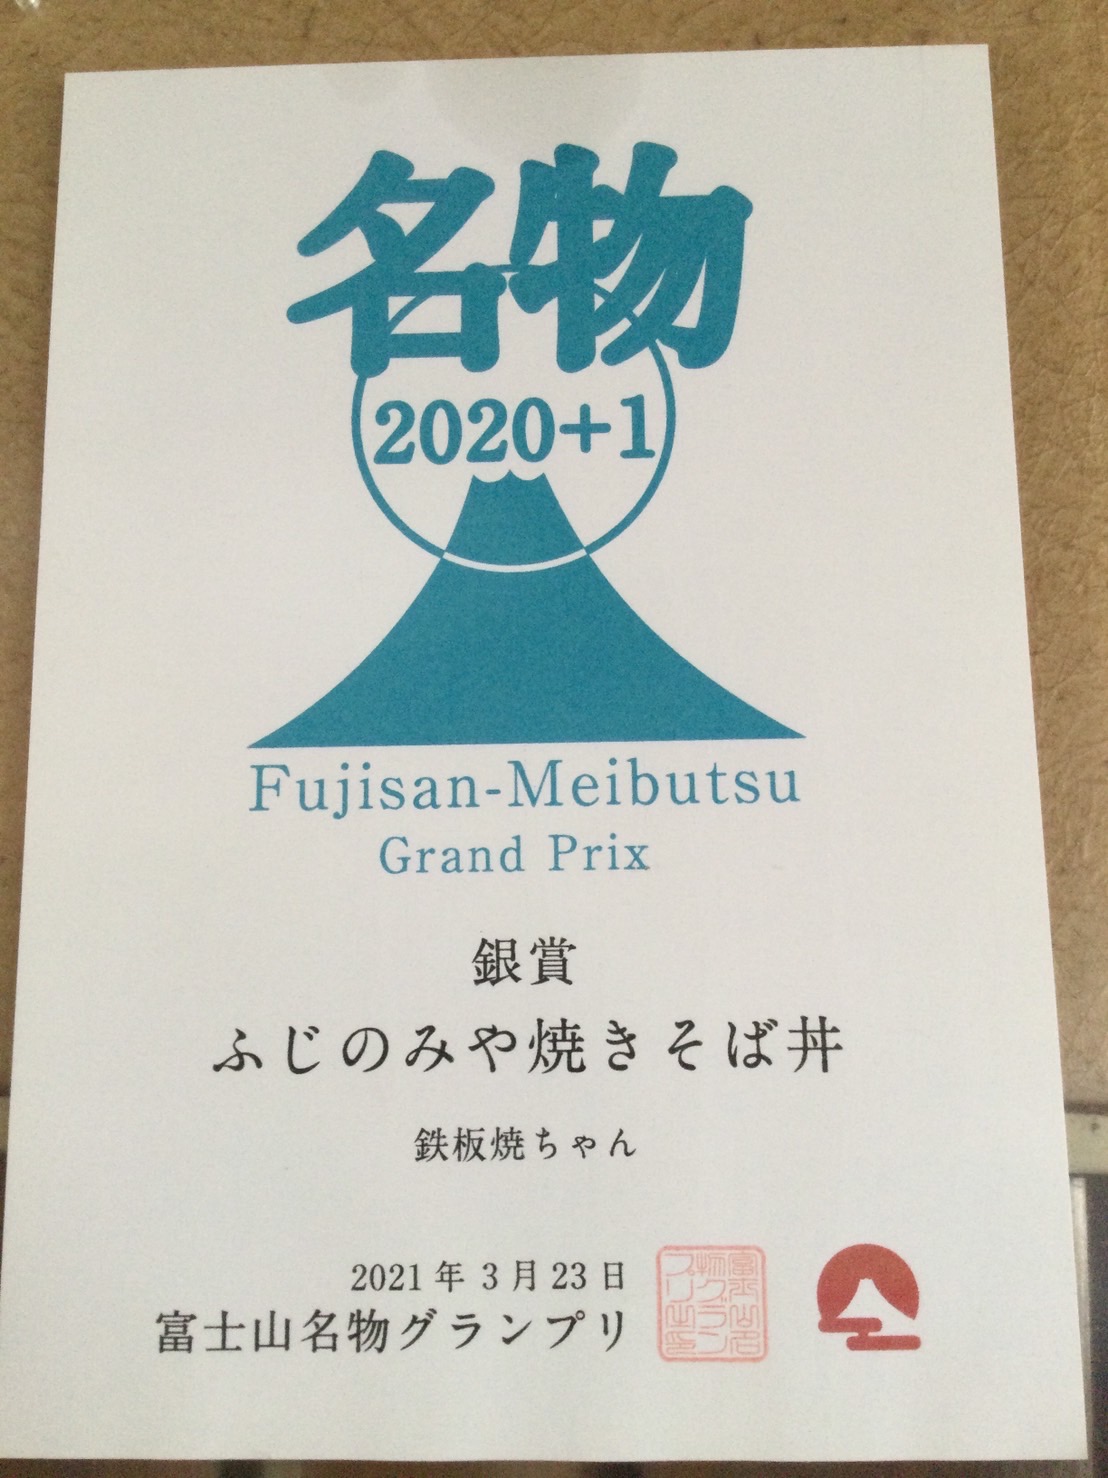 名物
2020+1
Fujisan-Meibutsu
Grand Prix
銀賞
ふじのみや焼きそば丼
鉄板焼ちゃん
2021年3月23日
富士山名物グランプリ